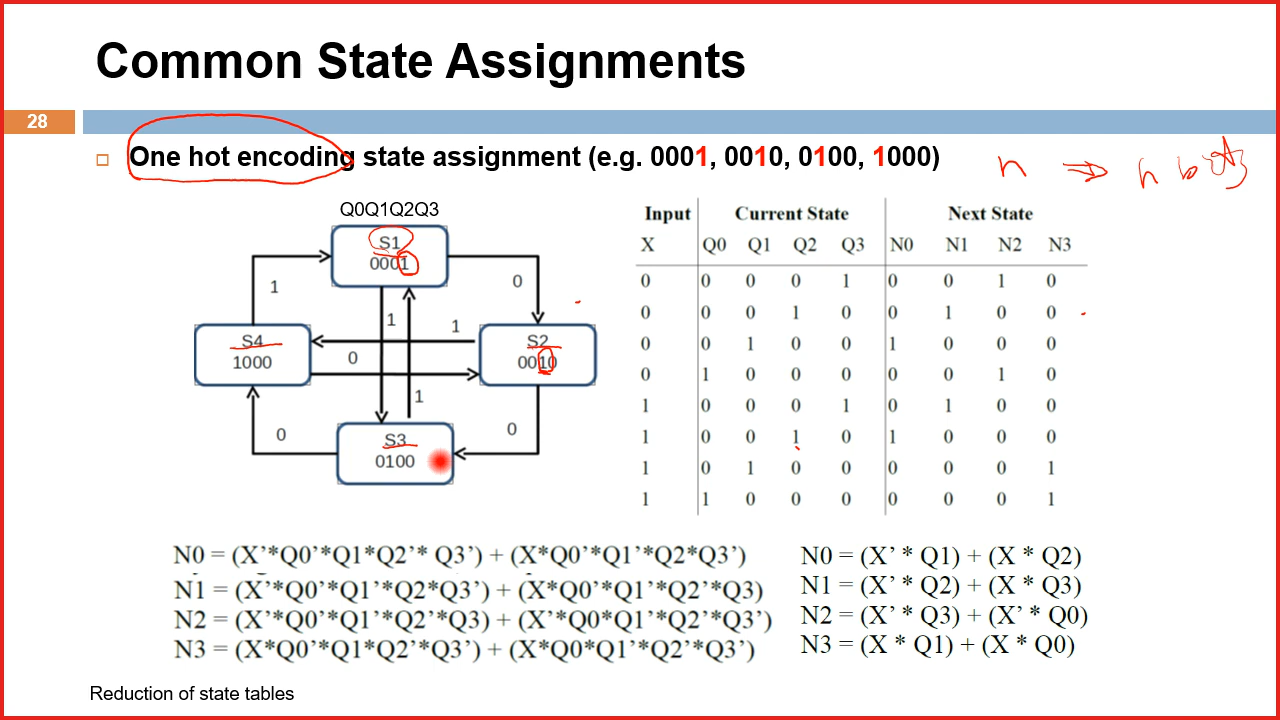 Common State Assignments
28
One hot encoding state assignment (e.g. 0001, 0010, 0100, 1000)
n ⇒ n bits
Q0Q1Q2Q3
S1
0001
1
0
1
1
S4
1000
S2
0010
0
1
0
0
S3
0100
Input Current State Next State
X Q0 Q1 Q2 Q3 N0 N1 N2 N3
0 0 0 0 1 0 0 1 0
0 0 0 1 0 0 1 0 0
0 0 1 0 0 1 0 0 0
0 1 0 0 0 0 0 1 0
1 0 0 0 1 0 1 0 0
1 0 0 1 0 1 0 0 0
1 0 1 0 0 0 0 0 1
1 1 0 0 0 0 0 0 1
N0 = (X'*Q0'*Q1*Q2'* Q3') + (X*Q0'*Q1'*Q2*Q3')
N1 = (X'*Q0'*Q1'*Q2*Q3') + (X*Q0'*Q1'*Q2'*Q3)
N2 = (X'*Q0'*Q1'*Q2'*Q3) + (X'*Q0*Q1'*Q2'*Q3')
N3 = (X*Q0'*Q1*Q2'*Q3') + (X*Q0*Q1'*Q2'*Q3')
N0 = (X' * Q1) + (X * Q2)
N1 = (X' * Q2) + (X * Q3)
N2 = (X' * Q3) + (X' * Q0)
N3 = (X * Q1) + (X * Q0)
Reduction of state tables